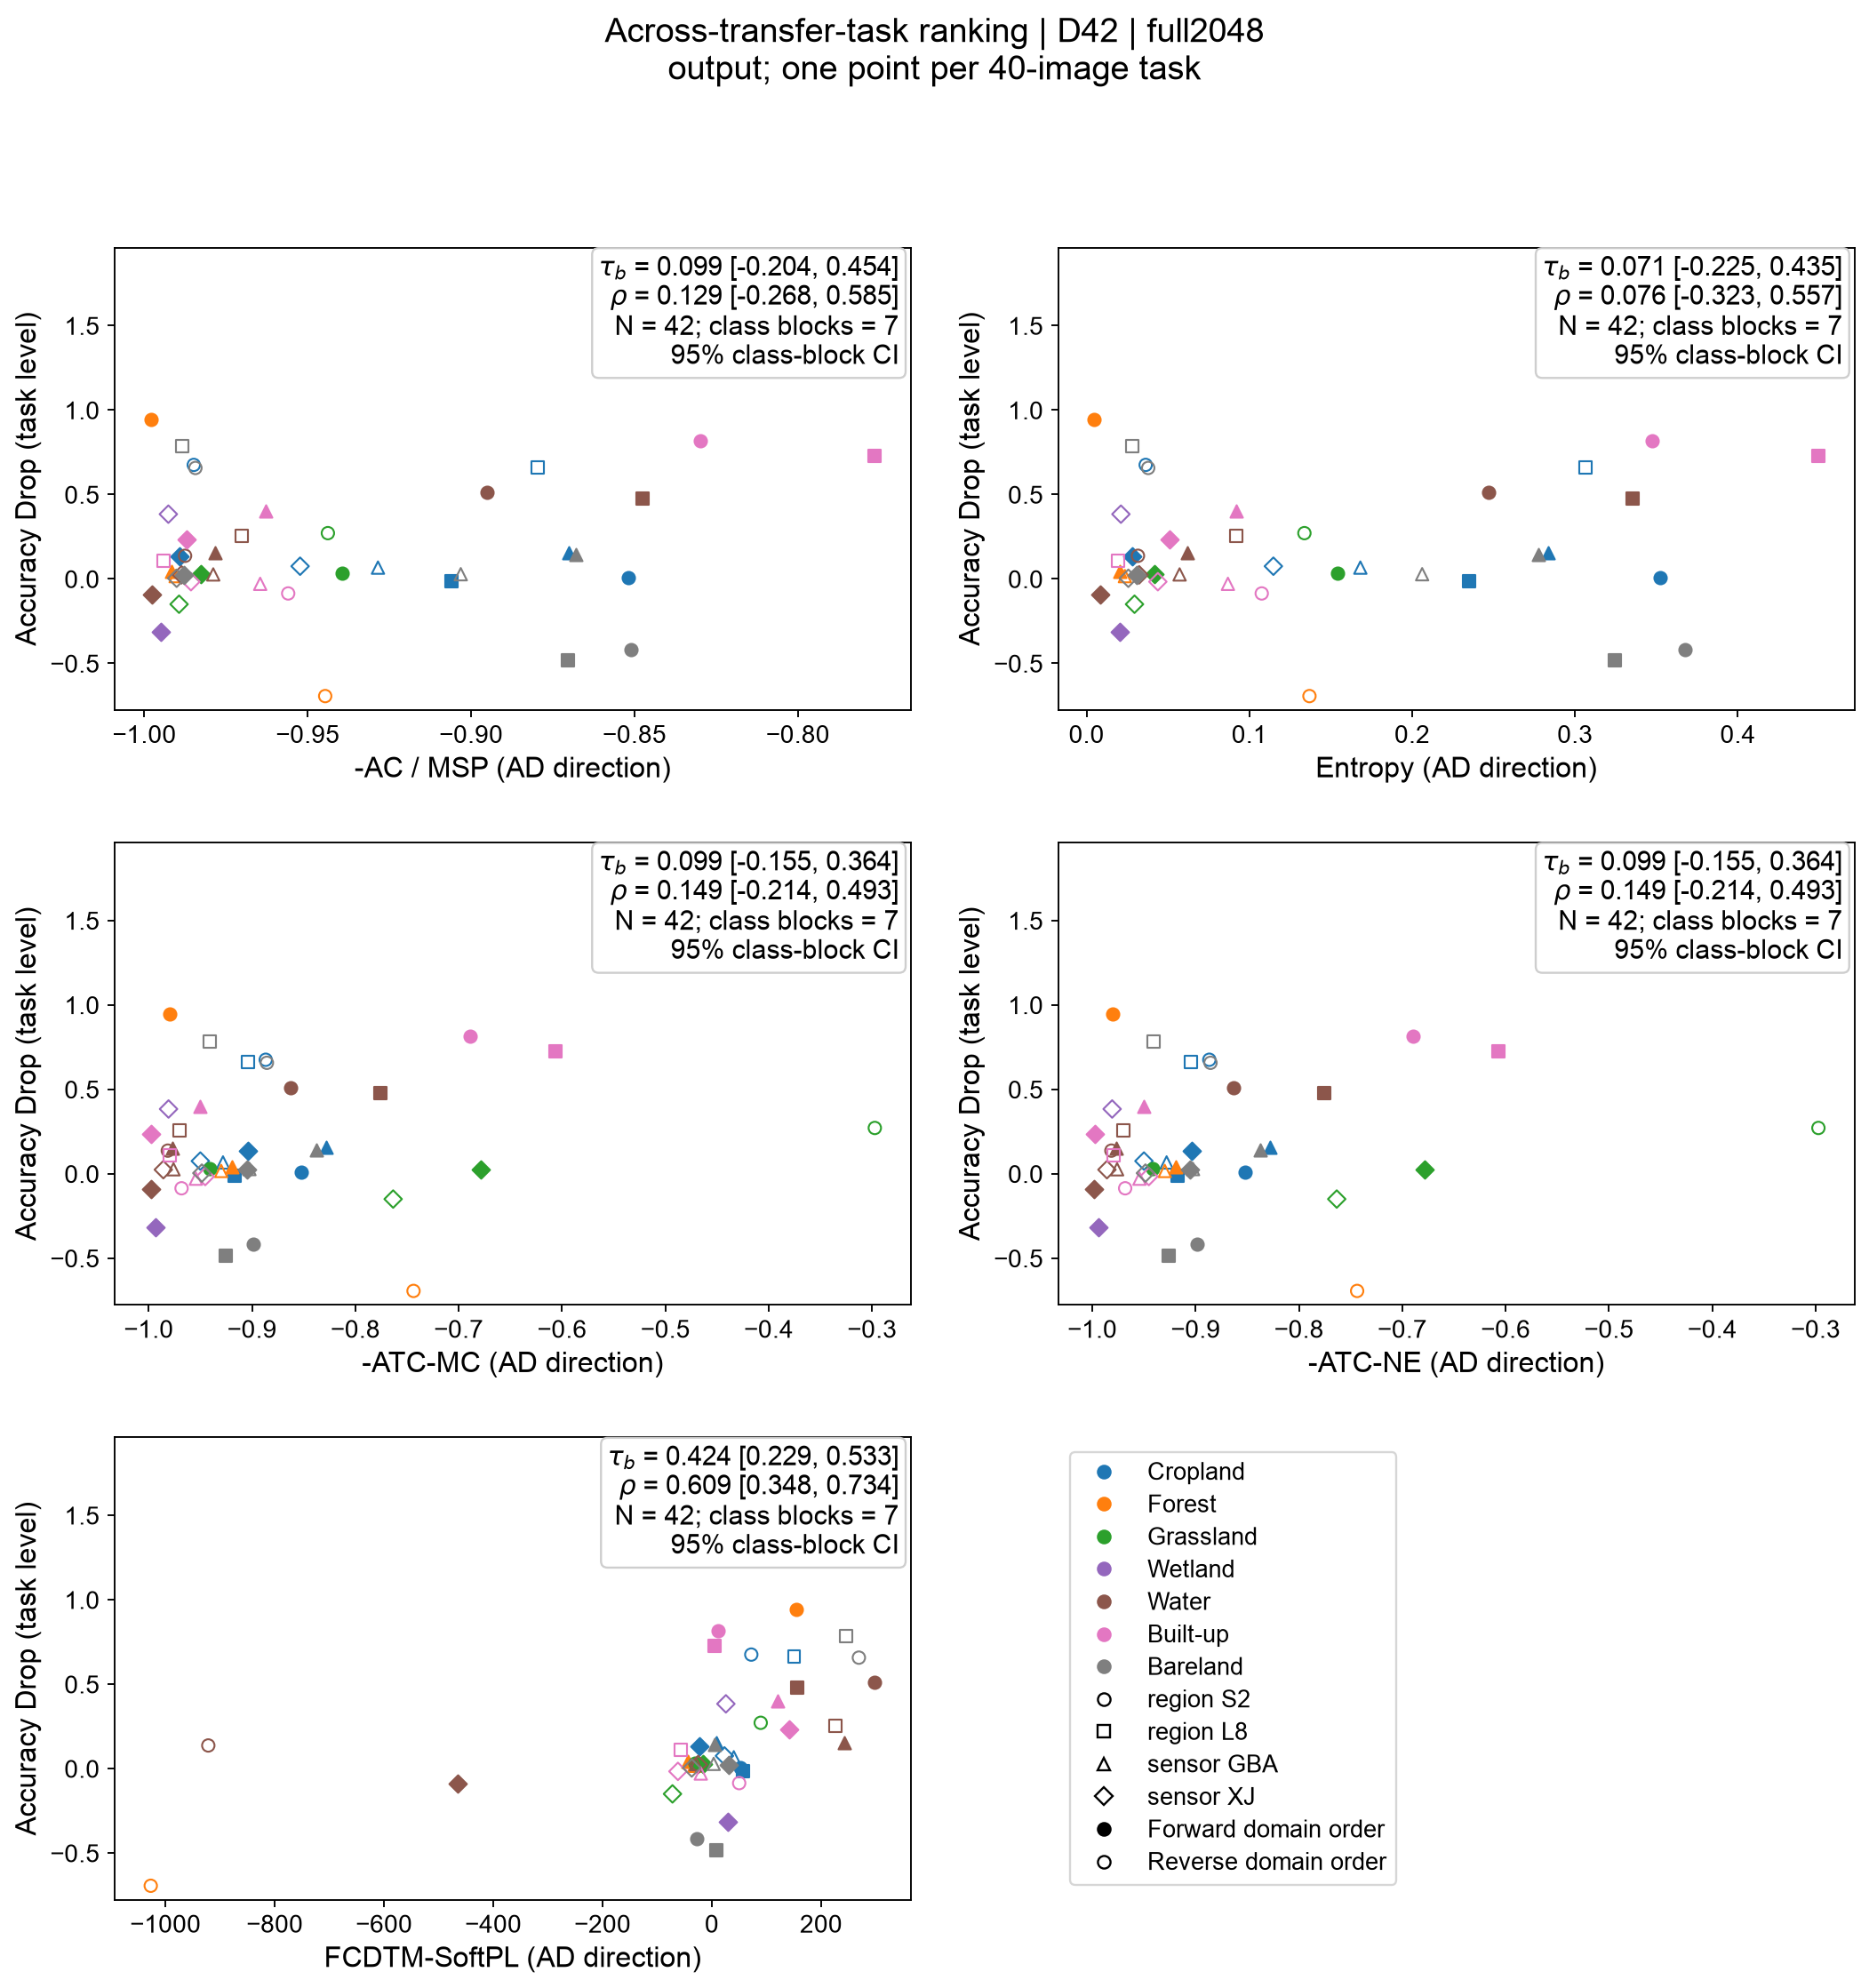 Across-transfer-task ranking | D42 | full2048
output; one point per 40-image task
τb = 0.099 [-0.204, 0.454]
ρ = 0.129 [-0.268, 0.585]
N = 42; class blocks = 7
95% class-block CI
Accuracy Drop (task level)
1.5
1.0
0.5
0.0
−0.5
−1.00
−0.95
−0.90
−0.85
−0.80
-AC / MSP (AD direction)
τb = 0.071 [-0.225, 0.435]
ρ = 0.076 [-0.323, 0.557]
N = 42; class blocks = 7
95% class-block CI
Accuracy Drop (task level)
1.5
1.0
0.5
0.0
−0.5
0.0
0.1
0.2
0.3
0.4
Entropy (AD direction)
τb = 0.099 [-0.155, 0.364]
ρ = 0.149 [-0.214, 0.493]
N = 42; class blocks = 7
95% class-block CI
Accuracy Drop (task level)
1.5
1.0
0.5
0.0
−0.5
−1.0
−0.9
−0.8
−0.7
−0.6
−0.5
−0.4
−0.3
-ATC-MC (AD direction)
τb = 0.099 [-0.155, 0.364]
ρ = 0.149 [-0.214, 0.493]
N = 42; class blocks = 7
95% class-block CI
Accuracy Drop (task level)
1.5
1.0
0.5
0.0
−0.5
−1.0
−0.9
−0.8
−0.7
−0.6
−0.5
−0.4
−0.3
-ATC-NE (AD direction)
τb = 0.424 [0.229, 0.533]
ρ = 0.609 [0.348, 0.734]
N = 42; class blocks = 7
95% class-block CI
Accuracy Drop (task level)
1.5
1.0
0.5
0.0
−0.5
−1000
−800
−600
−400
−200
0
200
FCDTM-SoftPL (AD direction)
Cropland
Forest
Grassland
Wetland
Water
Built-up
Bareland
region S2
region L8
sensor GBA
sensor XJ
Forward domain order
Reverse domain order